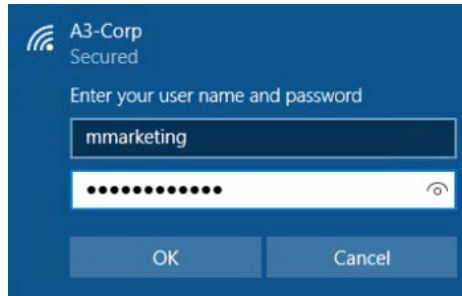 A3-Corp
Secured
Enter your user name and password
mmarketing
••••••••••••
OK
Cancel